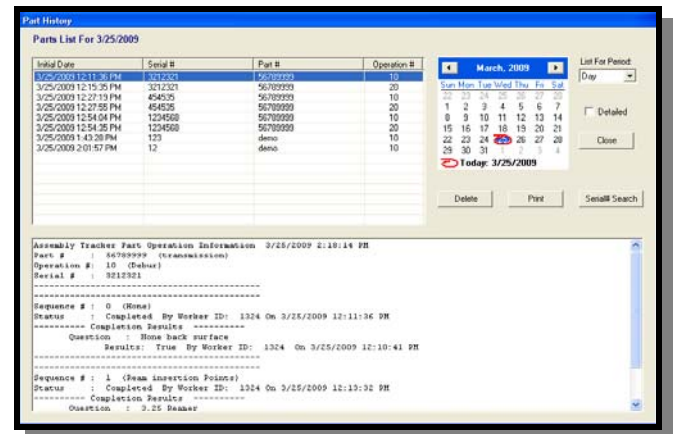 Part History
Parts List For 3/25/2009
Initial Date Serial # Part # Operation #
3/25/2009 12:11:36 PM 3212321 56789999 10
3/25/2009 12:15:35 PM 3212321 56789999 20
3/25/2009 12:27:19 PM 454535 56789999 10
3/25/2009 12:27:55 PM 454535 56789999 20
3/25/2009 12:54:04 PM 1234568 56789999 10
3/25/2009 12:54:35 PM 1234568 56789999 20
3/25/2009 1:43:28 PM 123 demo 10
3/25/2009 2:01:57 PM 12 demo 10
March, 2009
Sun Mon Tue Wed Thu Fri Sat
22 23 24 25 26 27 28
1 2 3 4 5 6 7
8 9 10 11 12 13 14
15 16 17 18 19 20 21
22 23 24 25 26 27 28
29 30 31 1 2 3 4
Today: 3/25/2009
List For Period:
Day
Detailed
Close
Delete Print Serial# Search
Assembly Tracker Part Operation Information 3/25/2009 2:18:14 PM
Part # : 56789999 (transmission)
Operation #: 10 (Debur)
Serial # : 3212321
----------------------------------------
----------------------------------------
Sequence # : 0 (Hone)
Status : Completed By Worker ID: 1324 On 3/25/2009 12:11:36 PM
---------- Completion Results ----------
Question : Hone back surface
Results: True By Worker ID: 1324 On 3/25/2009 12:10:41 PM
----------------------------------------
----------------------------------------
Sequence # : 1 (Ream insertion Points)
Status : Completed By Worker ID: 1324 On 3/25/2009 12:13:32 PM
---------- Completion Results ----------
Question : 3.25 Reamer